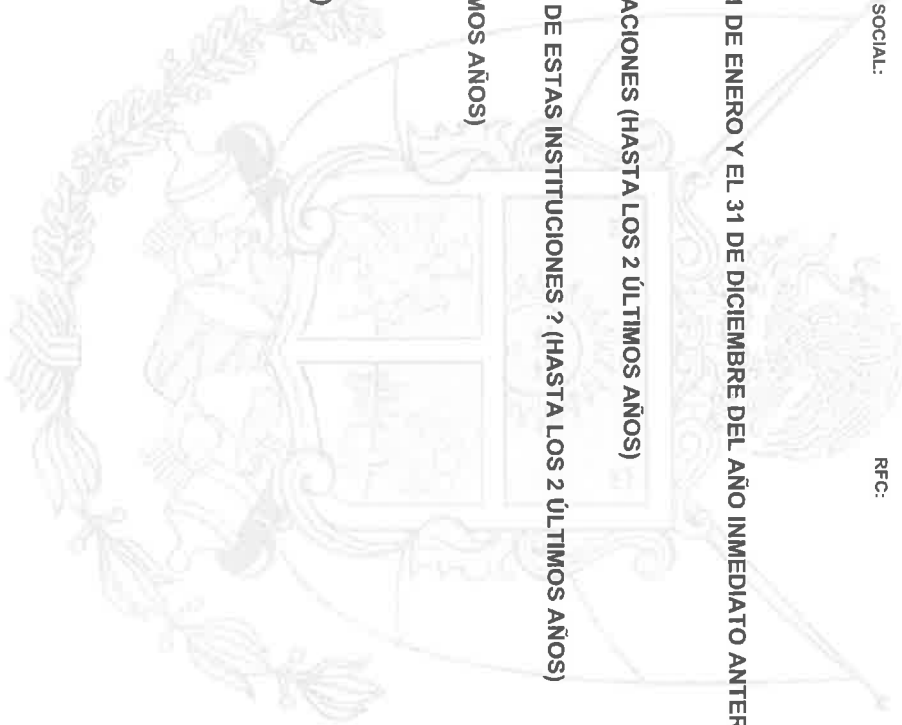 SOCIAL: RFC:
DE ENERO Y EL 31 DE DICIEMBRE DEL AÑO INMEDIATO ANTER
ACIONES (HASTA LOS 2 ÚLTIMOS AÑOS)
DE ESTAS INSTITUCIONES ? (HASTA LOS 2 ÚLTIMOS AÑOS)
MOS AÑOS)
)